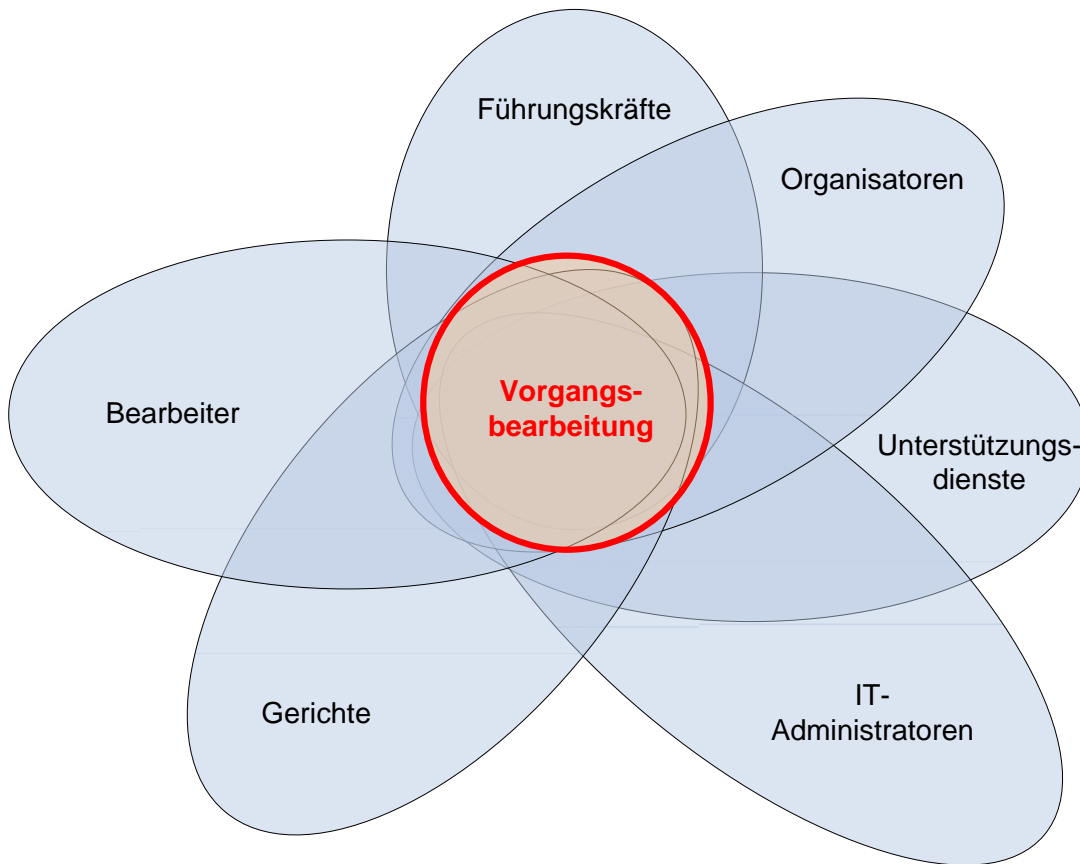 Führungskräfte
Organisatoren
Vorgangs-
bearbeitung
Bearbeiter
Unterstützungs-
dienste
Gerichte
IT-
Administratoren